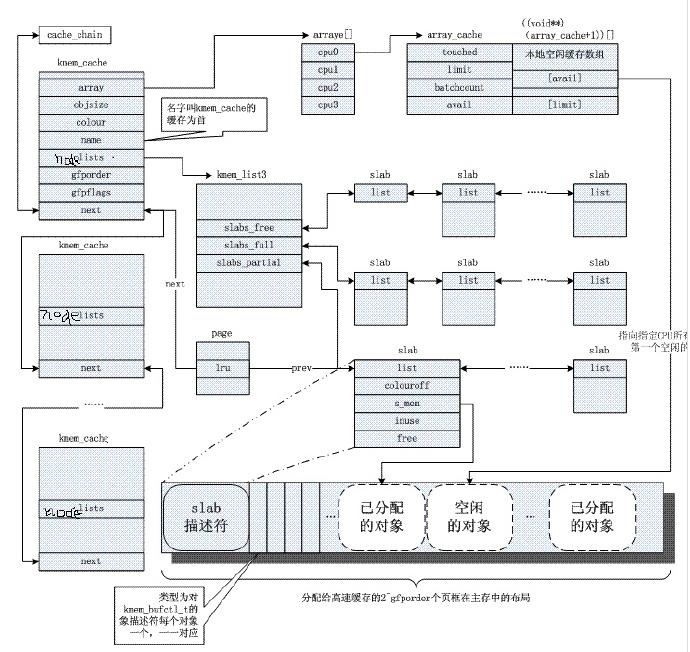 cache_chain
kmem_cache
array
objsize
colour
name
node lists
gfporder
gfpflags
next
名字叫kmem_cache的
缓存为首
arraye[]
cpu0
cpu1
cpu2
cpu3
array_cache
touched
limit
batchcount
avail
((void**)
(array_cache+1))[]
本地空闲缓存数组
[avail]
[limit]
kmem_list3
slabs_free
slabs_full
slabs_partial
slab
list
slab
list
......
slab
list
slab
list
slab
list
......
slab
list
kmem_cache
node lists
next
......
next
page
lru
prev
slab
list
colouroff
s_mem
inuse
free
......
slab
list
指向指定CPU所在
第一个空闲的
kmem_cache
node lists
next
slab
描述符
...
已分配
的对象
空闲
的对象
...
已分配
的对象
类型为对
kmem_bufctl_t的
象描述符每个对象
一个，一一对应
分配给高速缓存的2^gfporder个页框在主存中的布局